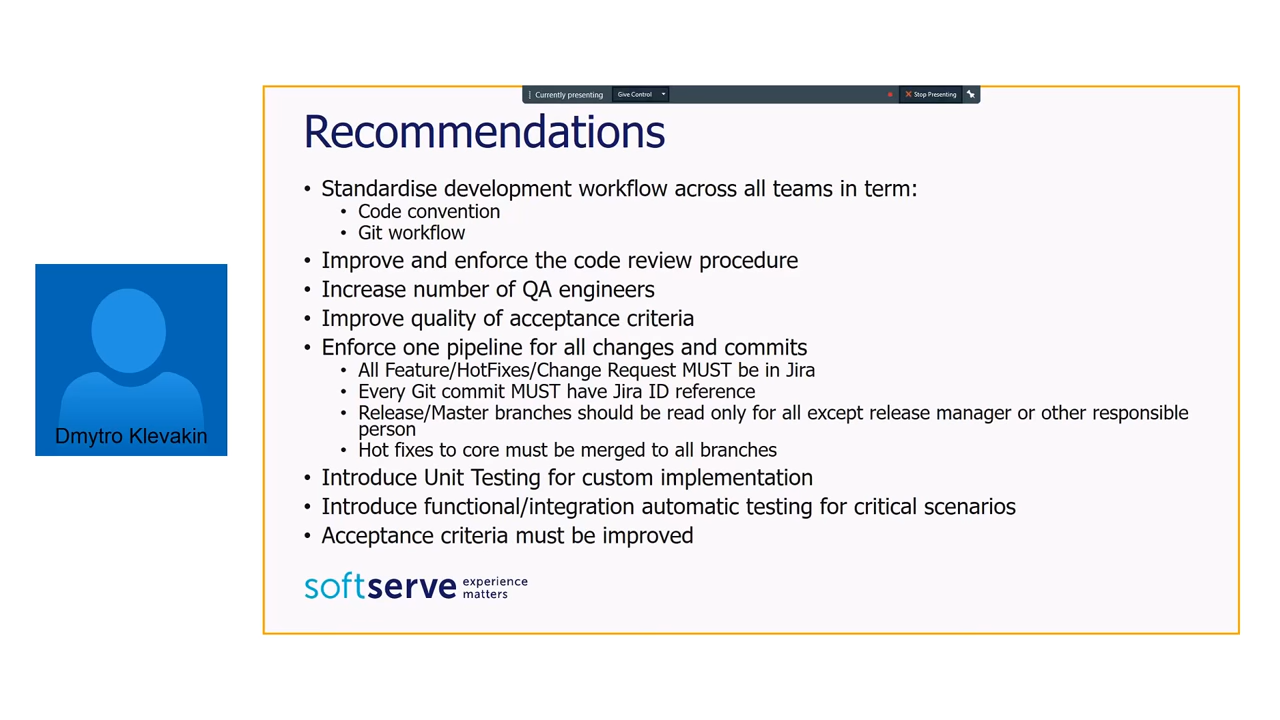 Currently presenting Give Control Stop Presenting
Recommendations
• Standardise development workflow across all teams in term:
• Code convention
• Git workflow
• Improve and enforce the code review procedure
• Increase number of QA engineers
• Improve quality of acceptance criteria
• Enforce one pipeline for all changes and commits
• All Feature/HotFixes/Change Request MUST be in Jira
• Every Git commit MUST have Jira ID reference
• Release/Master branches should be read only for all except release manager or other responsible
person
• Hot fixes to core must be merged to all branches
• Introduce Unit Testing for custom implementation
• Introduce functional/integration automatic testing for critical scenarios
• Acceptance criteria must be improved
softserve experience
matters
Dmytro Klevakin